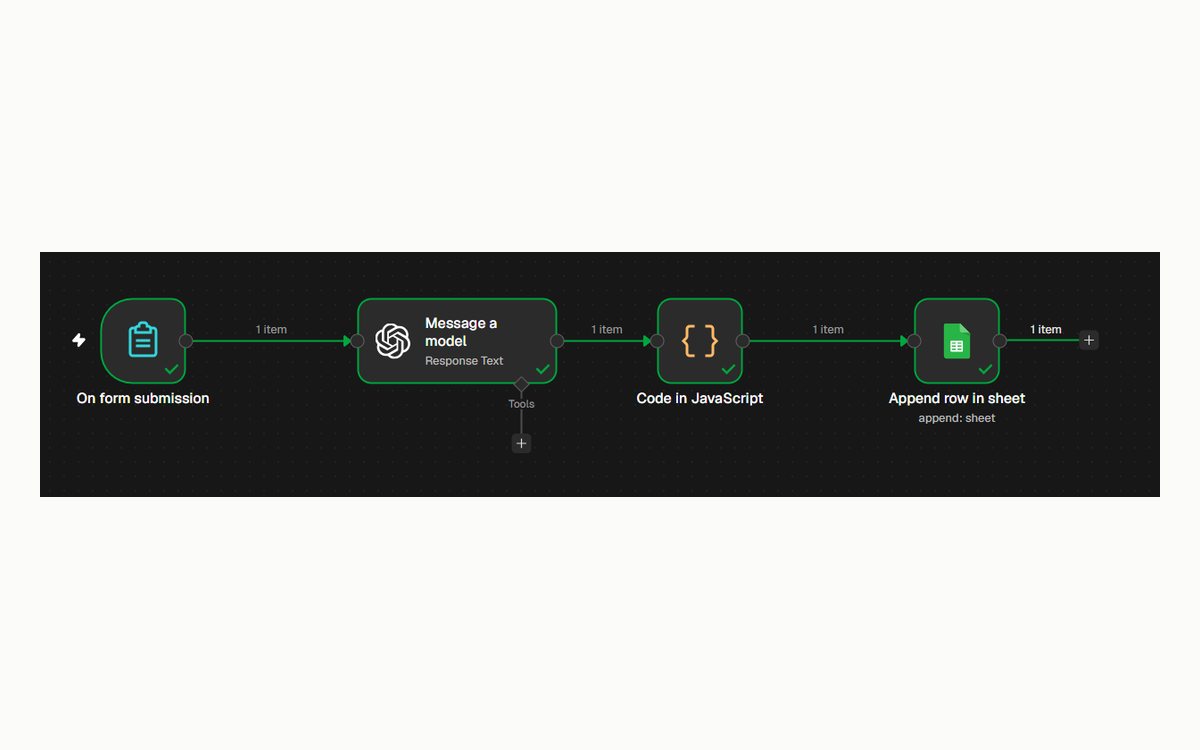 1 item
1 item
1 item
1 item
Message a
model
Response Text
On form submission
Tools
Code in JavaScript
Append row in sheet
append: sheet